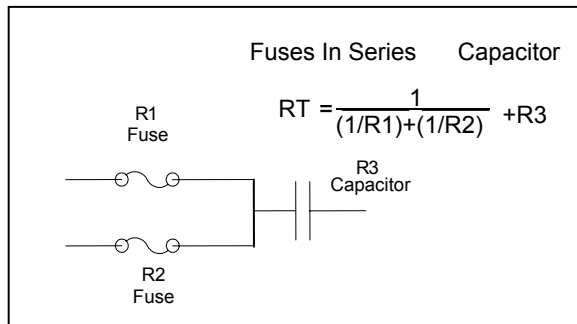 Fuses In Series Capacitor
RT = 1
(1/R1)+(1/R2) +R3
R1
Fuse
R3
Capacitor
R2
Fuse